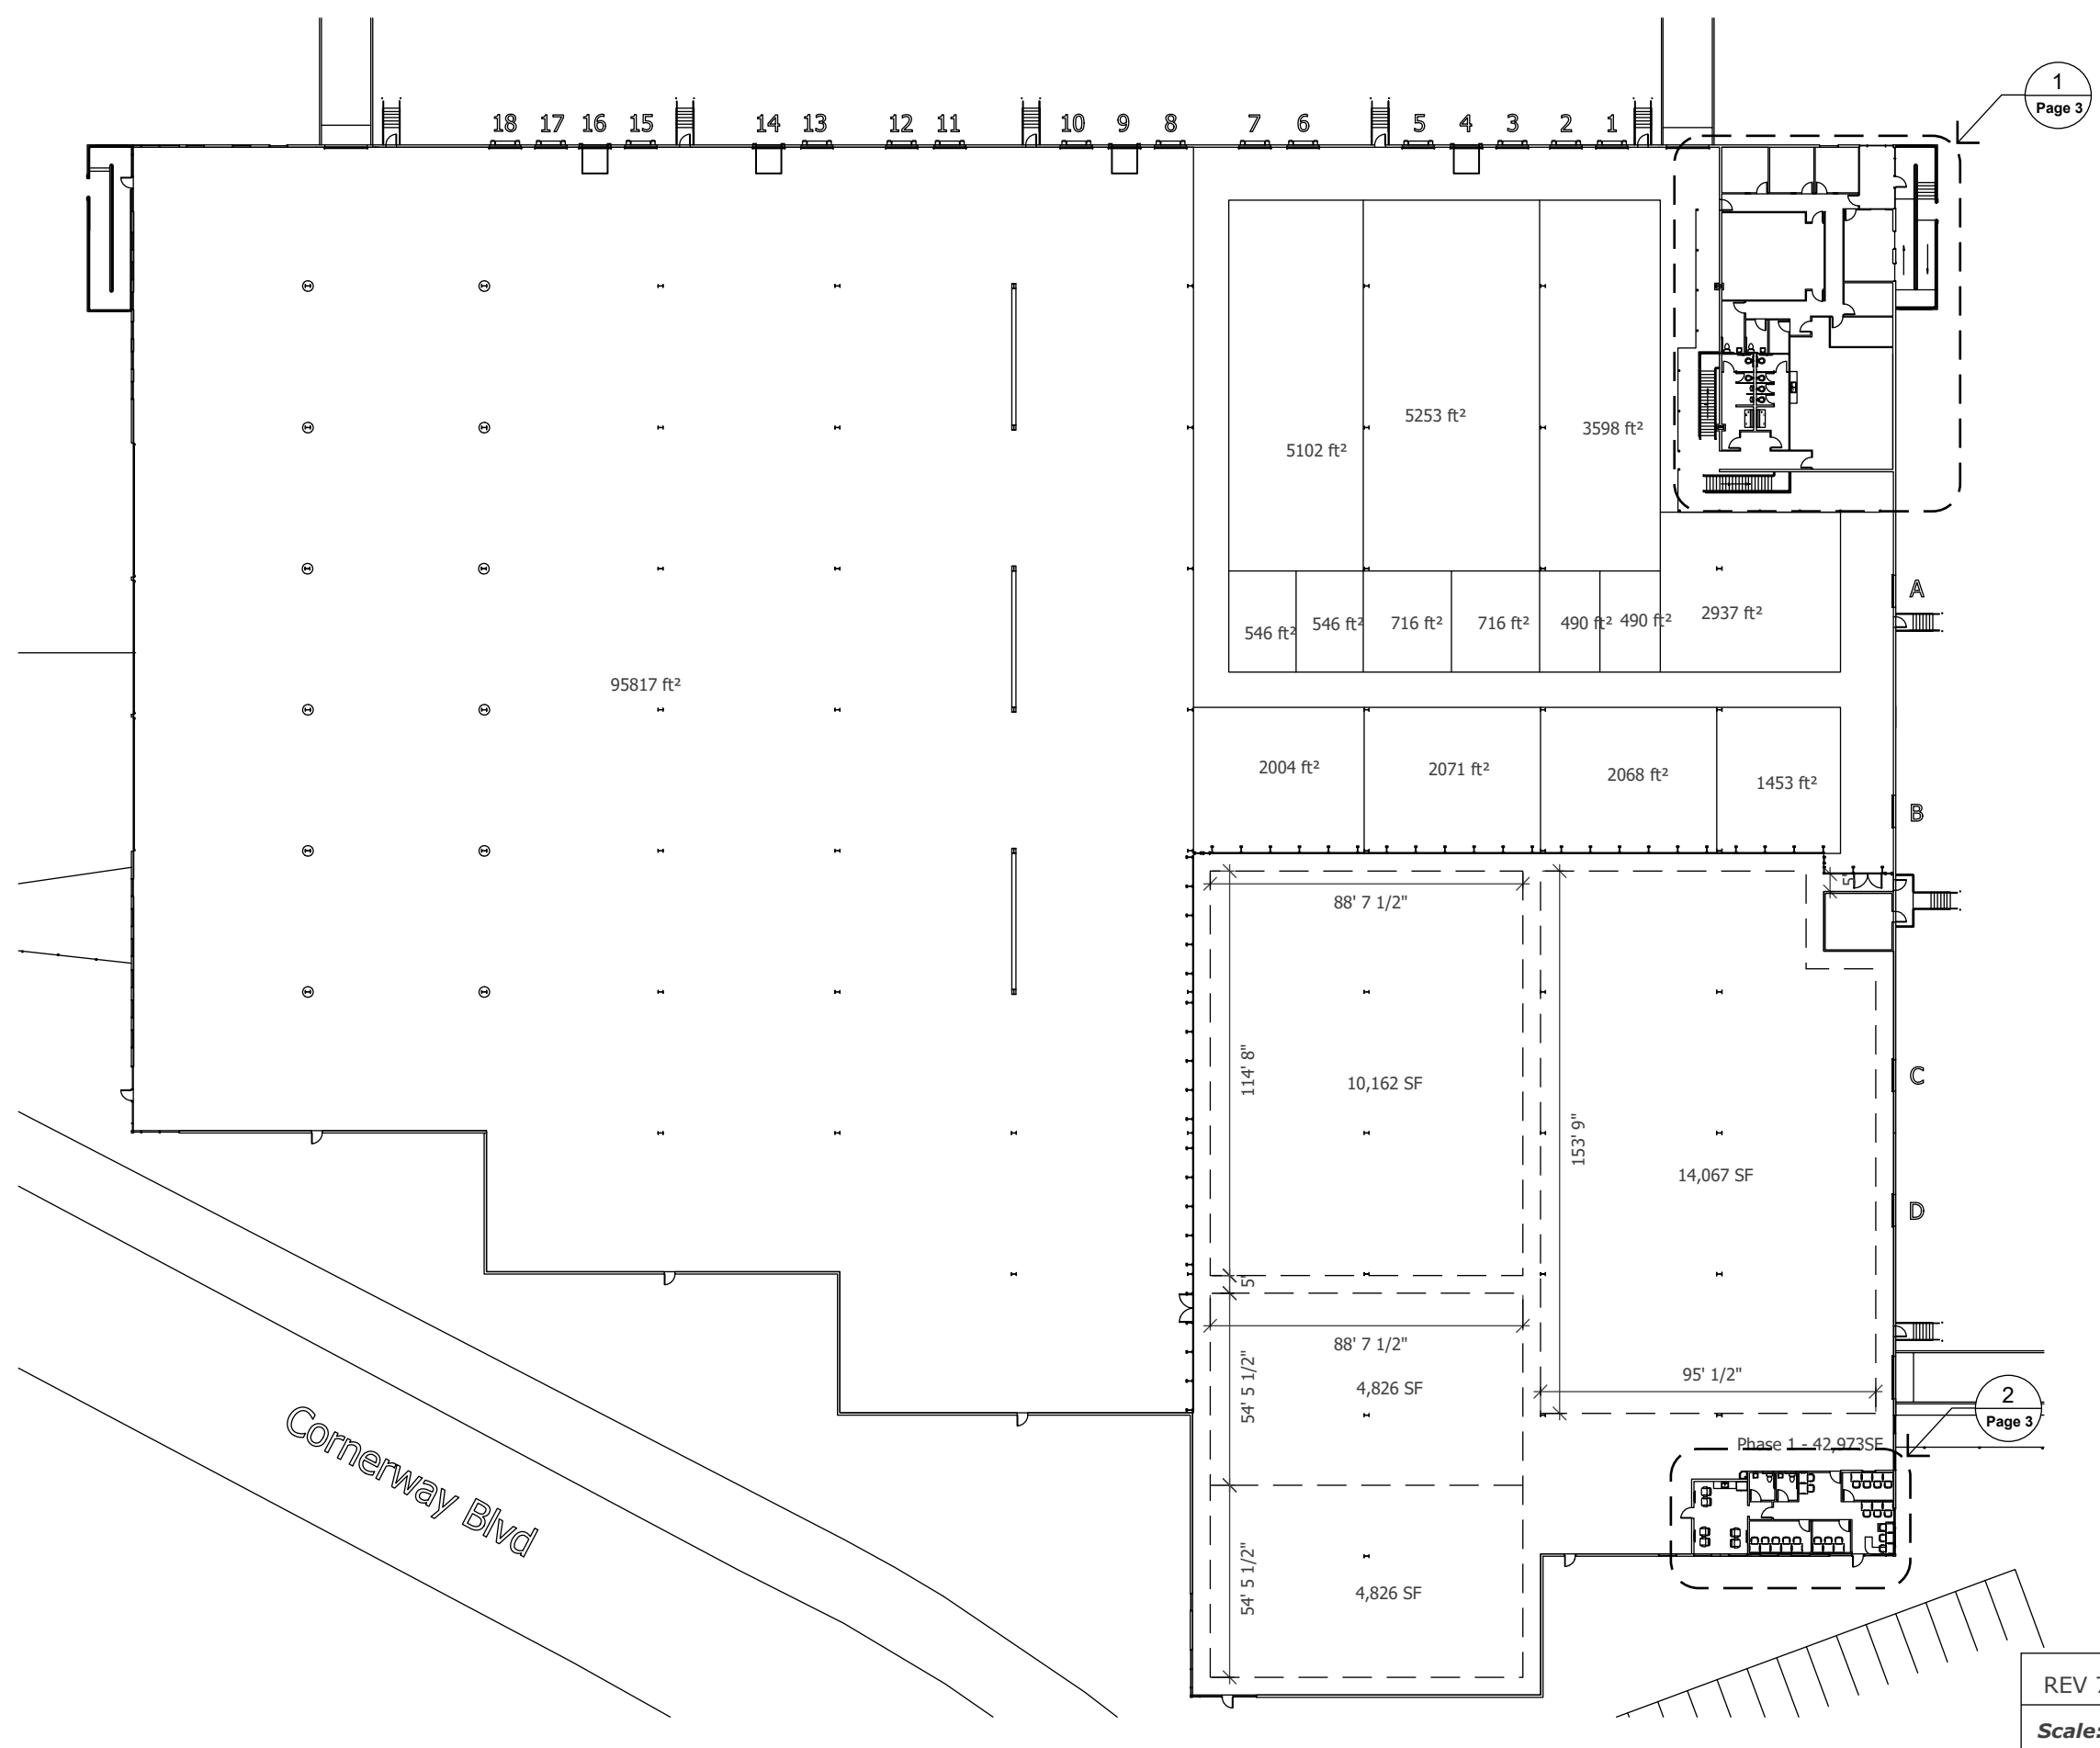 1
Page 3
18 17 16 15 14 13 12 11 10 9 8 7 6 5 4 3 2 1
5253 ft²
3598 ft²
5102 ft²
A
546 ft² 546 ft² 716 ft² 716 ft² 490 ft² 490 ft² 2937 ft²
95817 ft²
2004 ft² 2071 ft² 2068 ft² 1453 ft²
B
5'
88' 7 1/2"
114' 8"
10,162 SF
C
153' 9"
14,067 SF
D
5'
88' 7 1/2"
54' 5 1/2"
4,826 SF
95' 1/2"
2
Page 3
Phase 1 - 42,973SF
Cornerway Blvd
54' 5 1/2"
4,826 SF
REV
Scale: